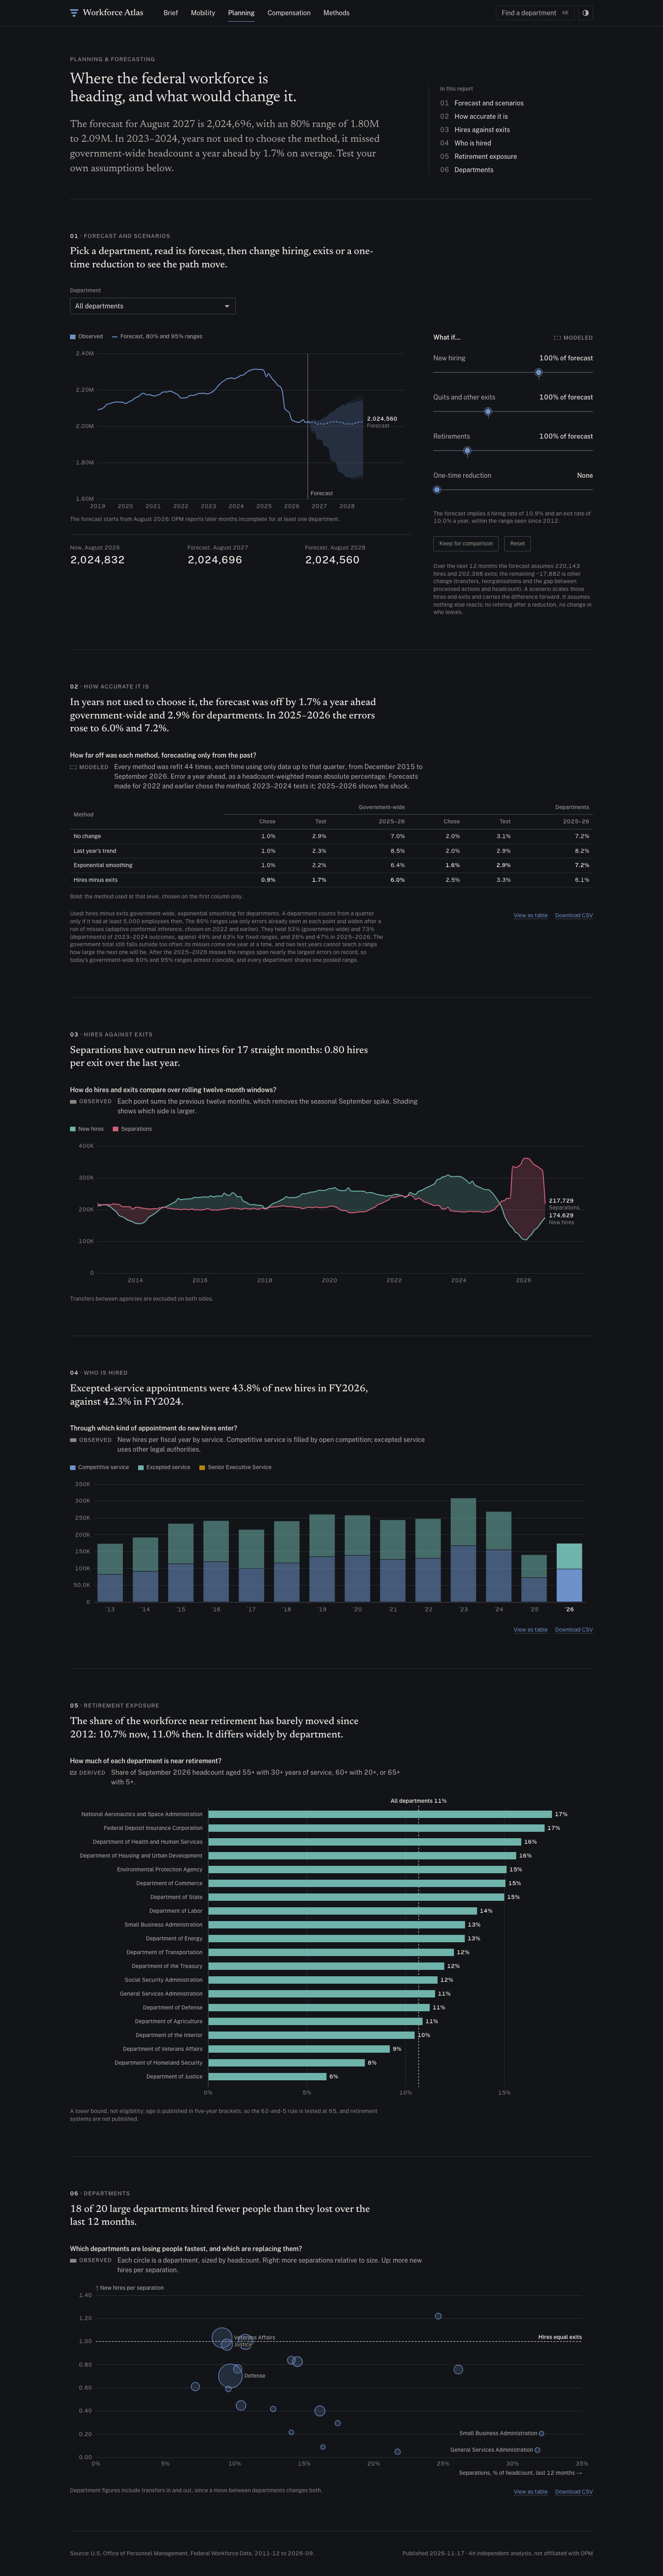 Workforce Atlas
Brief
Mobility
Planning
Compensation
Methods
Find a department
⌘K
PLANNING & FORECASTING
Where the federal workforce is
heading, and what would change it.
The forecast for August 2027 is 2,024,696, with an 80% range of 1.80M
to 2.09M. In 2023–2024, years not used to choose the method, it missed
government-wide headcount a year ahead by 1.7% on average. Test your
own assumptions below.
In this report
01 Forecast and scenarios
02 How accurate it is
03 Hires against exits
04 Who is hired
05 Retirement exposure
06 Departments
01 · FORECAST AND SCENARIOS
Pick a department, read its forecast, then change hiring, exits or a one-
time reduction to see the path move.
Department
All departments
Observed
Forecast, 80% and 95% ranges
2.40M
2.20M
2.00M
1.80M
1.60M
2,024,560
Forecast
Forecast
2019 2020 2021 2022 2023 2024 2025 2026 2027 2028
The forecast starts from August 2026: OPM reports later months incomplete for at least one department.
Now, August 2026
2,024,832
Forecast, August 2027
2,024,696
Forecast, August 2028
2,024,560
What if...
MODELED
New hiring
100% of forecast
Quits and other exits
100% of forecast
Retirements
100% of forecast
One-time reduction
None
The forecast implies a hiring rate of 10.9% and an exit rate of
10.0% a year, within the range seen since 2012.
Keep for comparison
Reset
Over the next 12 months the forecast assumes 220,143
hires and 202,398 exits; the remaining −17,882 is other
change (transfers, reorganisations and the gap between
processed actions and headcount). A scenario scales those
hires and exits and carries the difference forward. It assumes
nothing else reacts: no rehiring after a reduction, no change in
who leaves.
02 · HOW ACCURATE IT IS
In years not used to choose it, the forecast was off by 1.7% a year ahead
government-wide and 2.9% for departments. In 2025–2026 the errors
rose to 6.0% and 7.2%.
How far off was each method, forecasting only from the past?
MODELED
Every method was refit 44 times, each time using only data up to that quarter, from December 2015 to
September 2026. Error a year ahead, as a headcount-weighted mean absolute percentage. Forecasts
made for 2022 and earlier chose the method; 2023–2024 tests it; 2025–2026 shows the shock.
Method
Government-wide
Departments
Chose Test 2025–26 Chose Test 2025–26
No change 1.0% 2.9% 7.0% 2.0% 3.1% 7.2%
Last year's trend 1.0% 2.3% 8.5% 2.0% 2.9% 8.2%
Exponential smoothing 1.0% 2.2% 6.4% 1.6% 2.9% 7.2%
Hires minus exits 0.9% 1.7% 6.0% 2.5% 3.3% 6.1%
Bold: the method used at that level, chosen on the first column only.
Used: hires minus exits government-wide, exponential smoothing for departments. A department counts from a quarter
only if it had at least 5,000 employees then. The 80% ranges use only errors already seen at each point and widen after a
run of misses (adaptive conformal inference, chosen on 2022 and earlier). They held 53% (government-wide) and 73%
(departments) of 2023–2024 outcomes, against 49% and 63% for fixed ranges, and 26% and 47% in 2025–2026. The
government total still falls outside too often: its misses come one year at a time, and two test years cannot teach a range
how large the next one will be. After the 2025–2026 misses the ranges span nearly the largest errors on record, so
today's government-wide 80% and 95% ranges almost coincide, and every department shares one pooled range.
View as table
Download CSV
03 · HIRES AGAINST EXITS
Separations have outrun new hires for 17 straight months: 0.80 hires
per exit over the last year.
How do hires and exits compare over rolling twelve-month windows?
OBSERVED
Each point sums the previous twelve months, which removes the seasonal September spike. Shading
shows which side is larger.
New hires
Separations
400K
300K
200K
100K
0
217,729
Separations
174,629
New hires
2014 2016 2018 2020 2022 2024 2026
Transfers between agencies are excluded on both sides.
04 · WHO IS HIRED
Excepted-service appointments were 43.8% of new hires in FY2026,
against 42.3% in FY2024.
Through which kind of appointment do new hires enter?
OBSERVED
New hires per fiscal year by service. Competitive service is filled by open competition; excepted service
uses other legal authorities.
Competitive service
Excepted service
Senior Executive Service
350K
300K
250K
200K
150K
100K
50.0K
0
'13 '14 '15 '16 '17 '18 '19 '20 '21 '22 '23 '24 '25 '26
View as table
Download CSV
05 · RETIREMENT EXPOSURE
The share of the workforce near retirement has barely moved since
2012: 10.7% now, 11.0% then. It differs widely by department.
How much of each department is near retirement?
DERIVED
Share of September 2026 headcount aged 55+ with 30+ years of service, 60+ with 20+, or 65+
with 5+.
All departments 11%
National Aeronautics and Space Administration 17%
Federal Deposit Insurance Corporation 17%
Department of Health and Human Services 16%
Department of Housing and Urban Development 16%
Environmental Protection Agency 15%
Department of Commerce 15%
Department of State 15%
Department of Labor 14%
Small Business Administration 13%
Department of Energy 13%
Department of Transportation 12%
Department of the Treasury 12%
Social Security Administration 12%
General Services Administration 11%
Department of Defense 11%
Department of Agriculture 11%
Department of the Interior 10%
Department of Veterans Affairs 9%
Department of Homeland Security 8%
Department of Justice 6%
0% 5% 10% 15%
A lower bound, not eligibility: age is published in five-year brackets, so the 62-and-5 rule is tested at 65, and retirement
systems are not published.
06 · DEPARTMENTS
18 of 20 large departments hired fewer people than they lost over the
last 12 months.
Which departments are losing people fastest, and which are replacing them?
OBSERVED
Each circle is a department, sized by headcount. Right: more separations relative to size. Up: more new
hires per separation.
↑ New hires per separation
1.40
1.20
1.00
0.80
0.60
0.40
0.20
0.00
Hires equal exits
Veterans Affairs
Justice
Defense
Small Business Administration
General Services Administration
0% 5% 10% 15% 20% 25% 30% 35%
Separations, % of headcount, last 12 months →
Department figures include transfers in and out, since a move between departments changes both.
View as table
Download CSV
Source: U.S. Office of Personnel Management, Federal Workforce Data, 2011-12 to 2026-09.
Published 2026-11-17 · An independent analysis, not affiliated with OPM